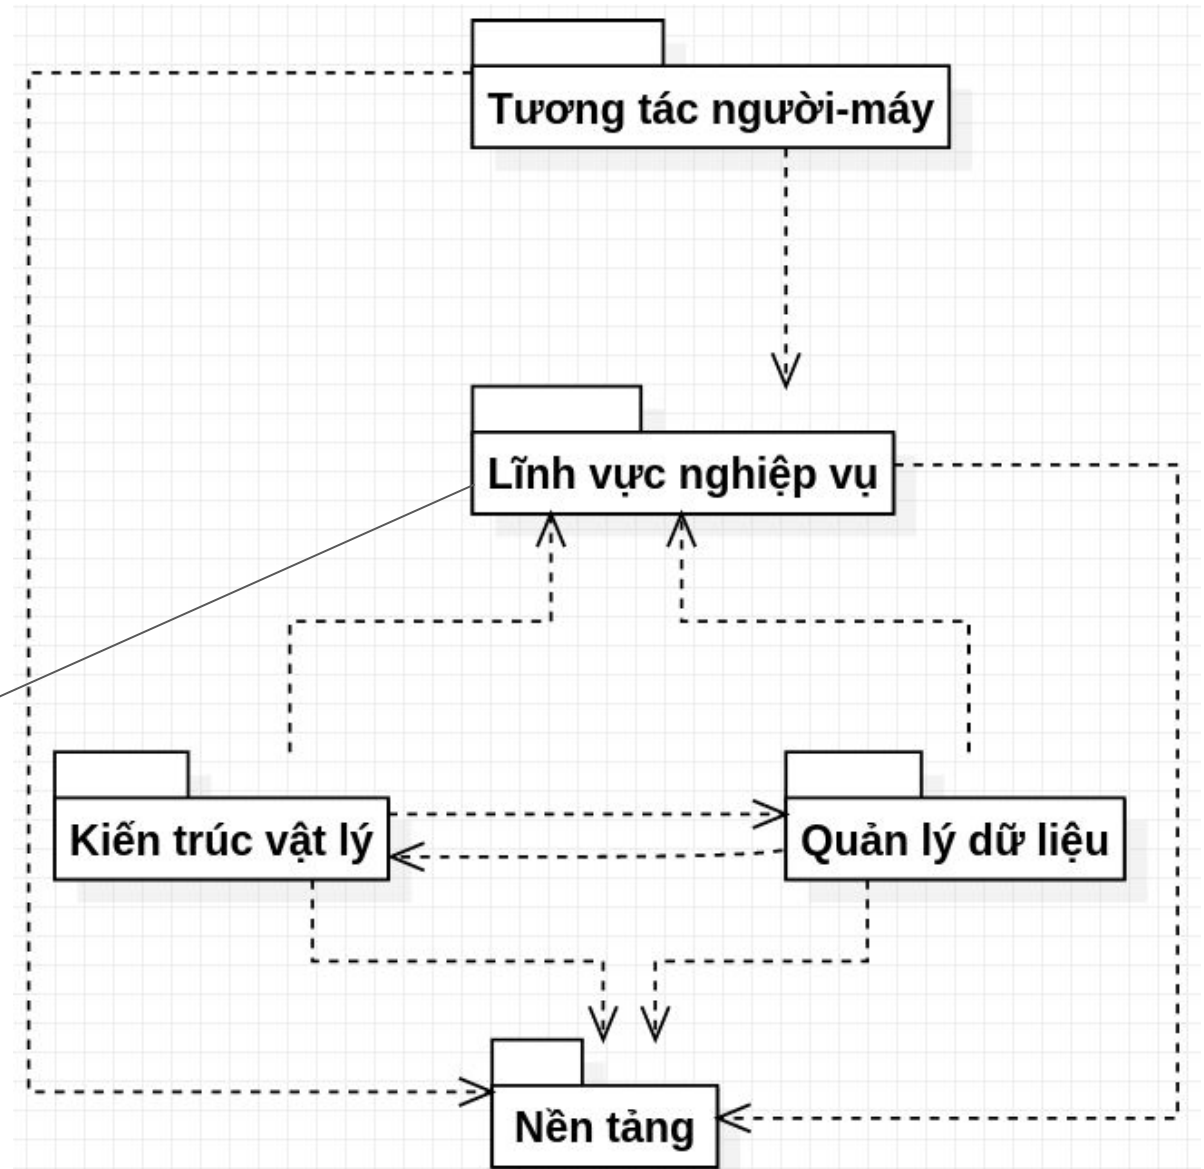 Tương tác người-máy
Lĩnh vực nghiệp vụ
Kiến trúc vật lý
Quản lý dữ liệu
Nền tảng